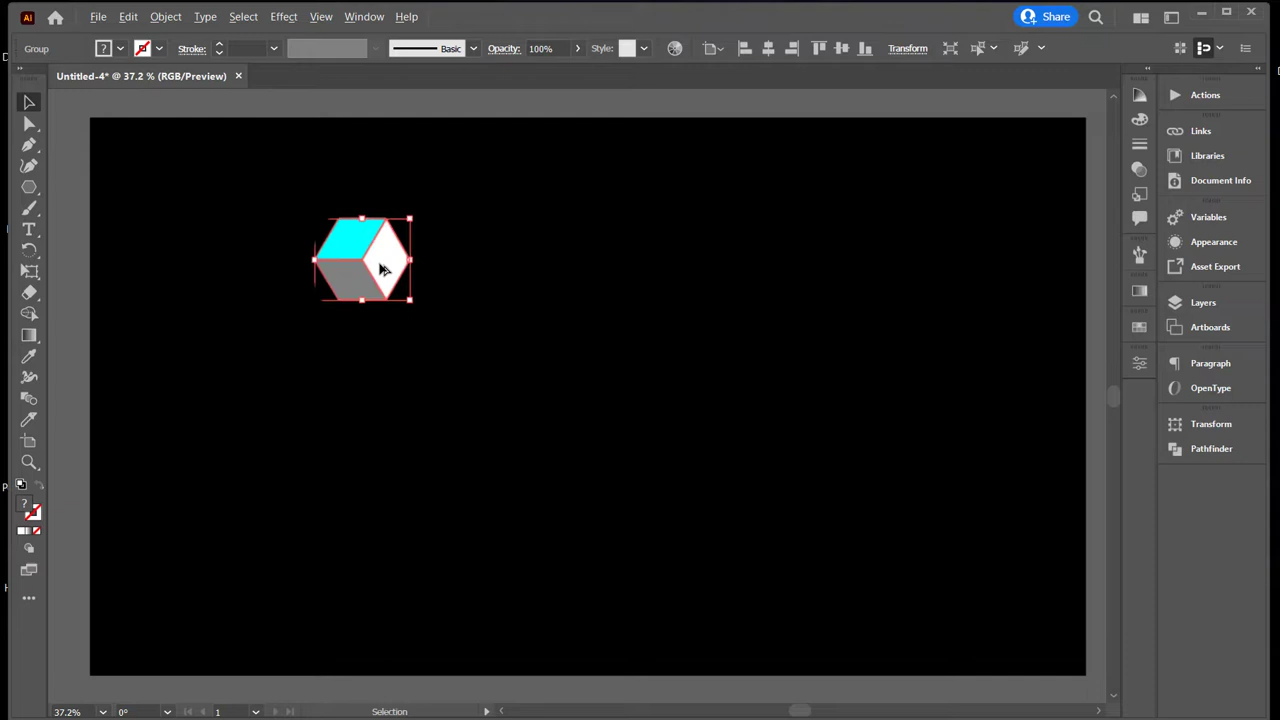 Ai File Edit Object Type Select Effect View Window Help Share
Group ? Stroke: Basic Opacity: 100% Style: Transform
Untitled-4* @ 37.2 % (RGB/Preview) ×
Actions
Links
Libraries
Document Info
Variables
Appearance
Asset Export
Layers
Artboards
Paragraph
OpenType
Transform
Pathfinder
?
37.2% 0° 1 Selection